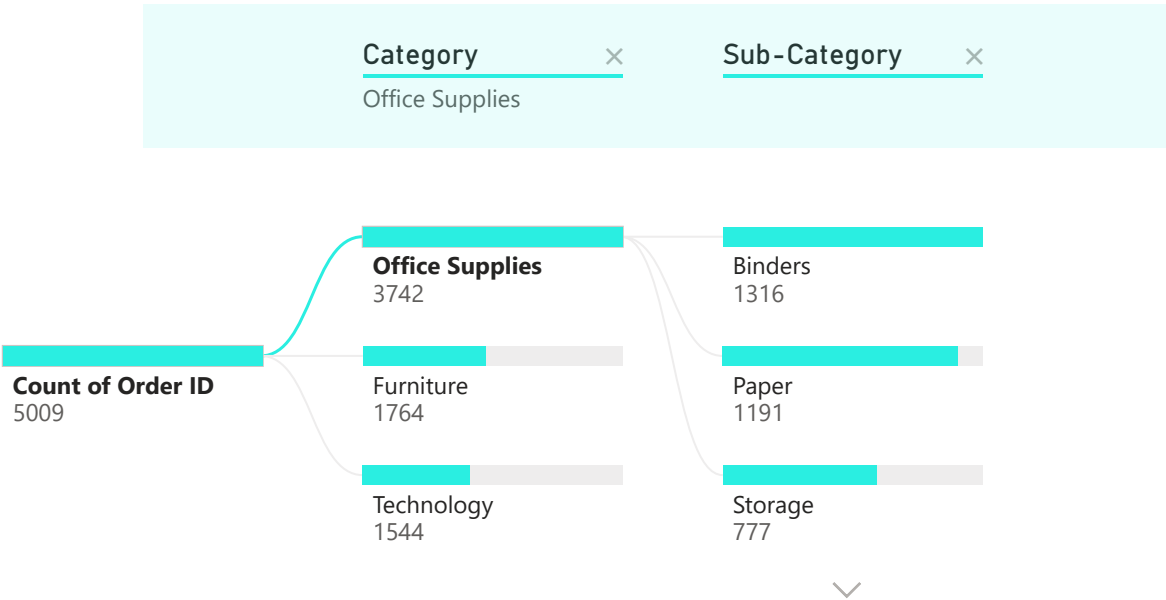 Category
Sub-Category
Office Supplies
Office Supplies
3742
Binders
1316
Count of Order ID
5009
Furniture
1764
Paper
1191
Technology
1544
Storage
777